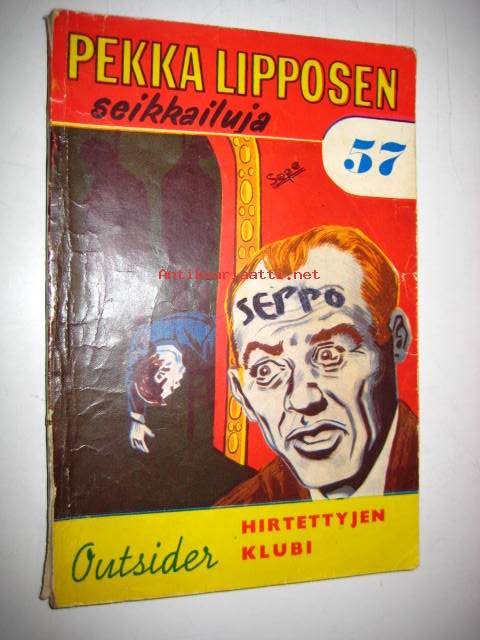 PEKKA LIPPOSEN
seikkailuja
57
Sepe
Antikvariaatti.net
SEPPO
HIRTETTYJEN
Outsider KLUBI